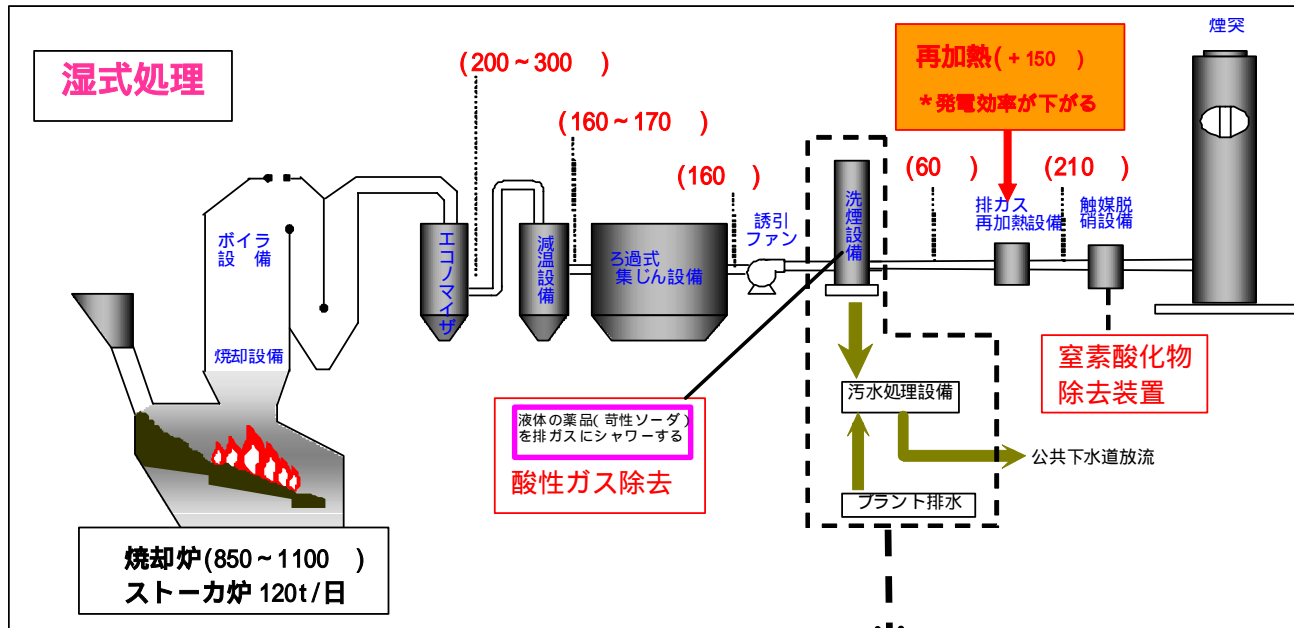 湿式処理
(200~300 )
(160~170 )
(160 )
再加熱( + 150 )
*発電効率が下がる
(60 )
(210 )
煙突
ボイラ
設 備
エコノマイザ
減温設備
ろ過式
集じん設備
誘引
ファン
洗煙設備
排ガス
再加熱設備
触媒脱
硝設備
焼却設備
液体の薬品( 苛性ソーダ )
を排ガスにシャワーする
酸性ガス除去
汚水処理設備
プラント排水
公共下水道放流
窒素酸化物
除去装置
焼却炉(850 ~ 1100 )
ストーカ炉 120t/日